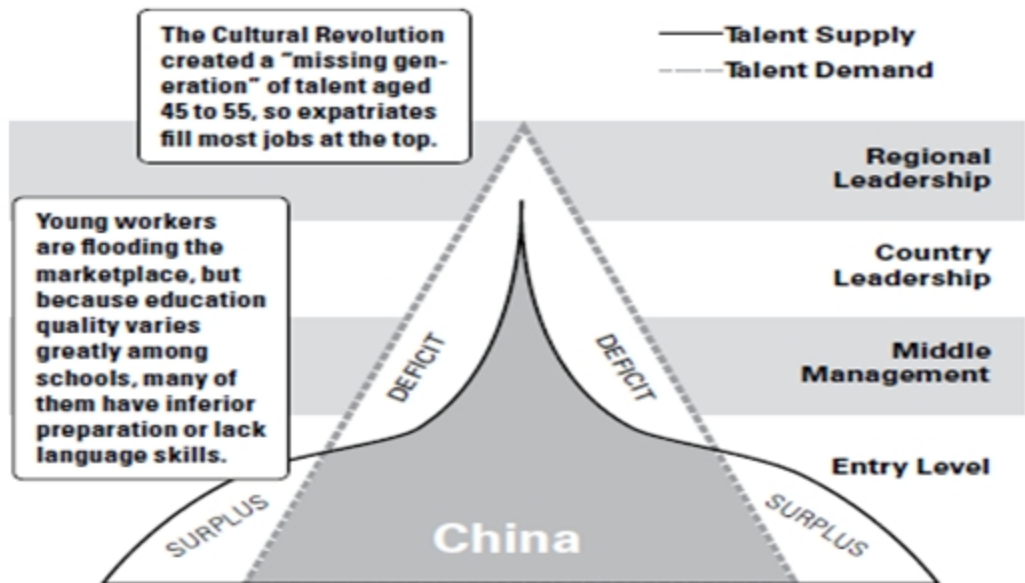 The Cultural Revolution
created a "missing gen-
eration" of talent aged
45 to 55, so expatriates
fill most jobs at the top.
Talent Supply
Talent Demand
Regional
Leadership
Young workers
are flooding the
marketplace, but
because education
quality varies
greatly among
schools, many of
them have inferior
preparation or lack
language skills.
Country
Leadership
DEFICIT
DEFICIT
Middle
Management
Entry Level
SURPLUS
SURPLUS
China